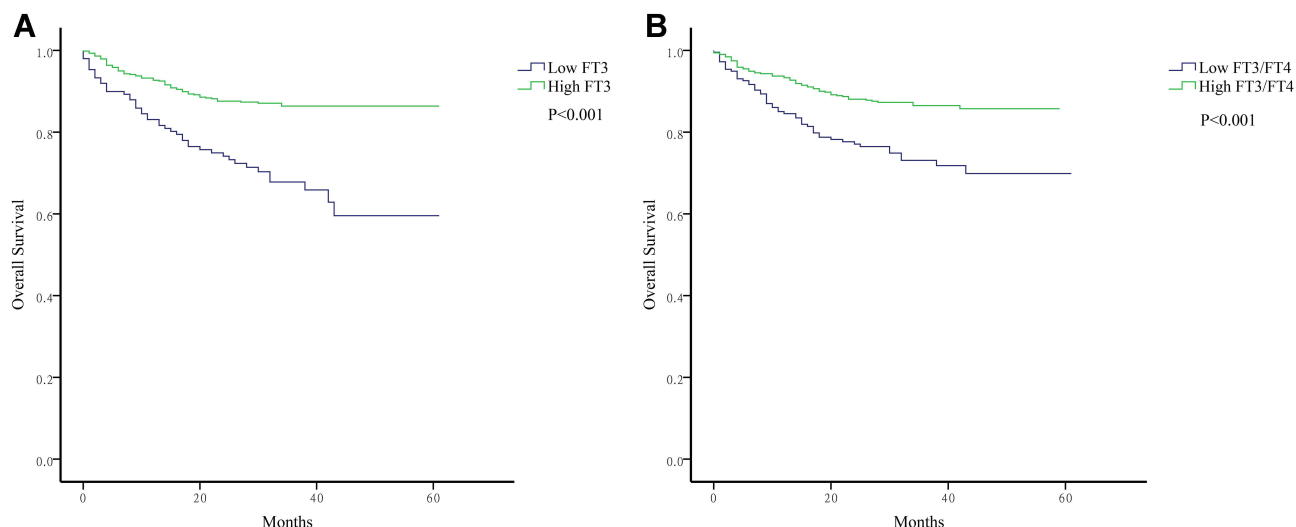 A
1.0
0.8
0.6
0.4
0.2
0.0
Overall Survival
0 20 40 60
Months
Low FT3
High FT3
P<0.001
B
1.0
0.8
0.6
0.4
0.2
0.0
Overall Survival
0 20 40 60
Months
Low FT3/FT4
High FT3/FT4
P<0.001